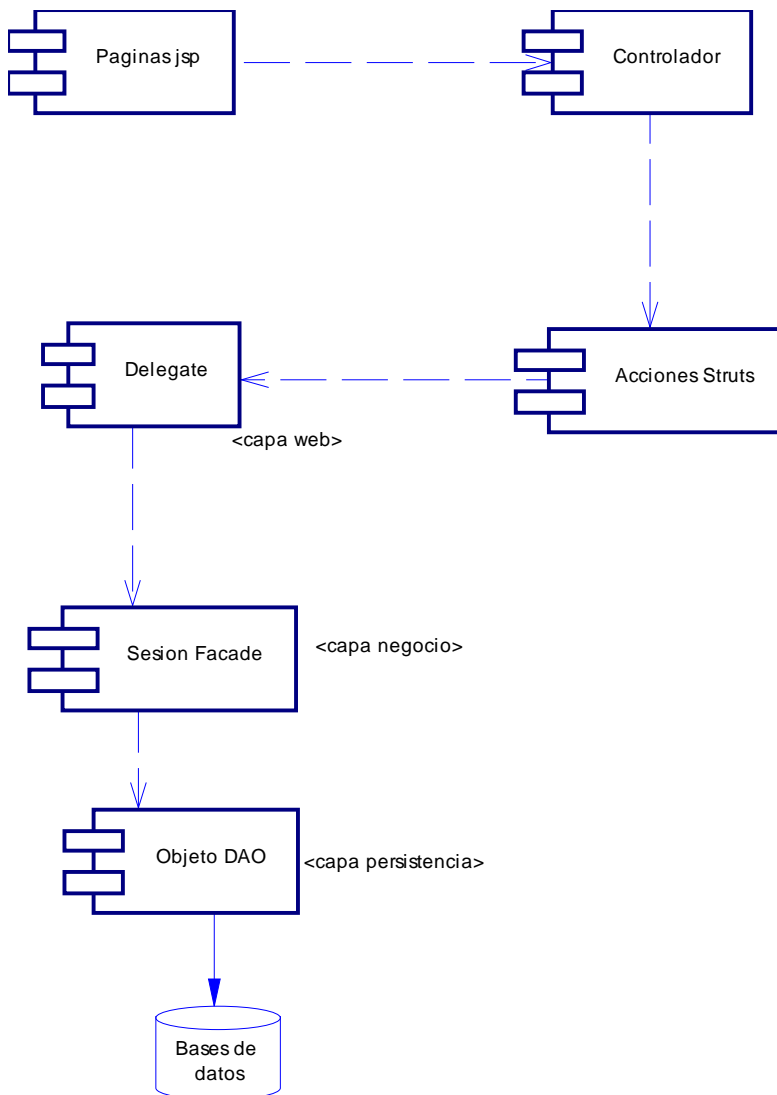 Paginas jsp
Controlador
Acciones Struts
Delegate
<capa web>
Sesion Facade
<capa negocio>
Objeto DAO
<capa persistencia>
Bases de
datos